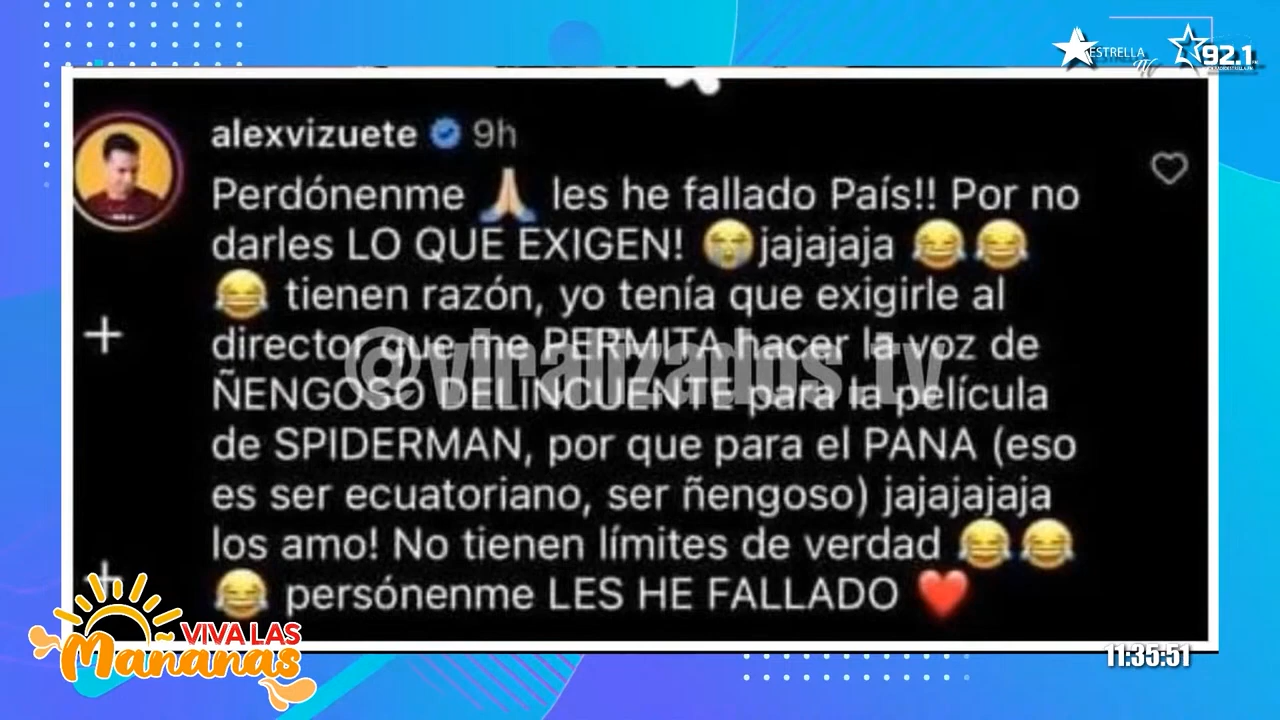 ESTRELLA
TV
92.1
alexvizuete 9h
Perdónenme 🙏🏼 les he fallado País!! Por no
darles LO QUE EXIGEN! 😭jajajaja 😂😂
😂 tienen razón, yo tenía que exigirle al
director que me PERMITA hacer la voz de
@viralizados.tv
ÑENGOSO DELINCUENTE para la película
de SPIDERMAN, por que para el PANA (eso
es ser ecuatoriano, ser ñengoso) jajajajaja
los amo! No tienen límites de verdad 😂😂
😂 persónenme LES HE FALLADO ❤️
VIVA LAS
Mañanas
11:35:51